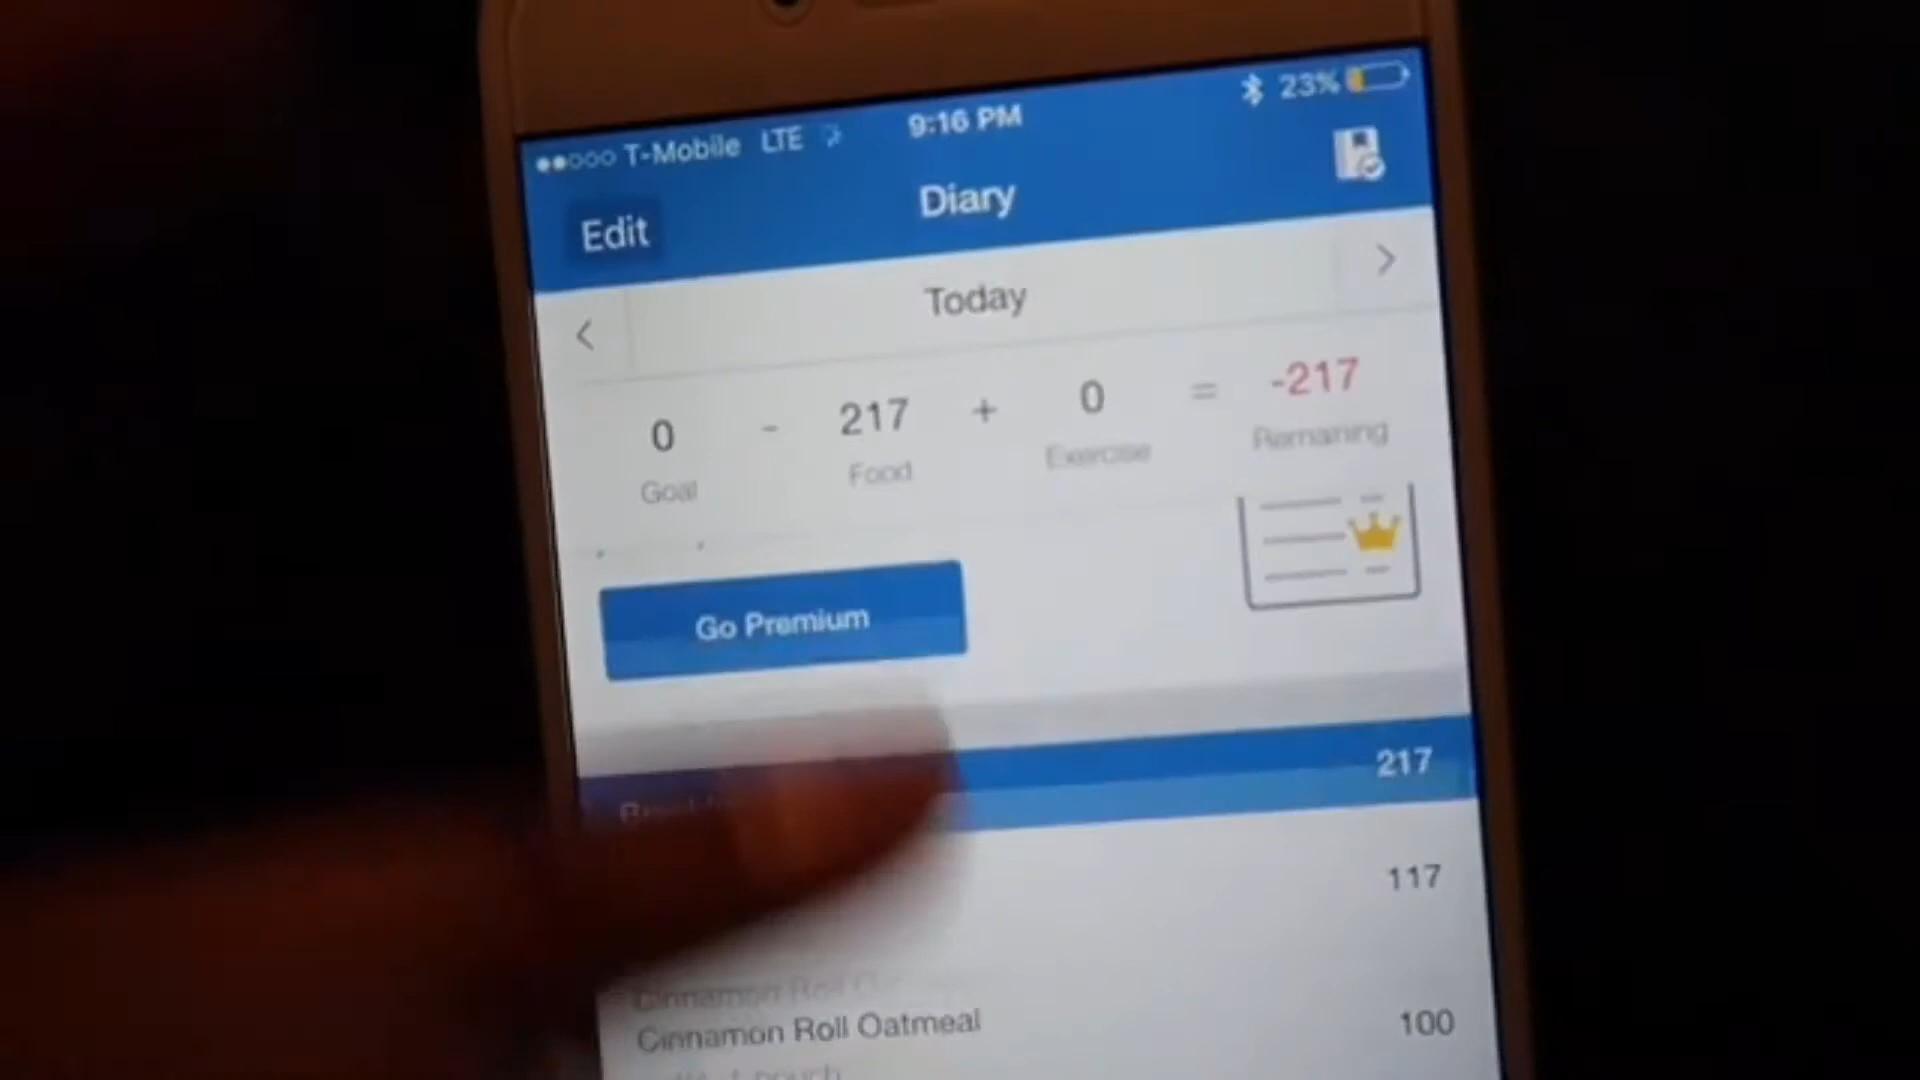 T-Mobile LTE 9:16 PM 23%
Edit Diary
Today
0 - 217 + 0 = -217
Goal Food Exercise Remaining
Go Premium
217
117
Cinnamon Roll Oatmeal 100